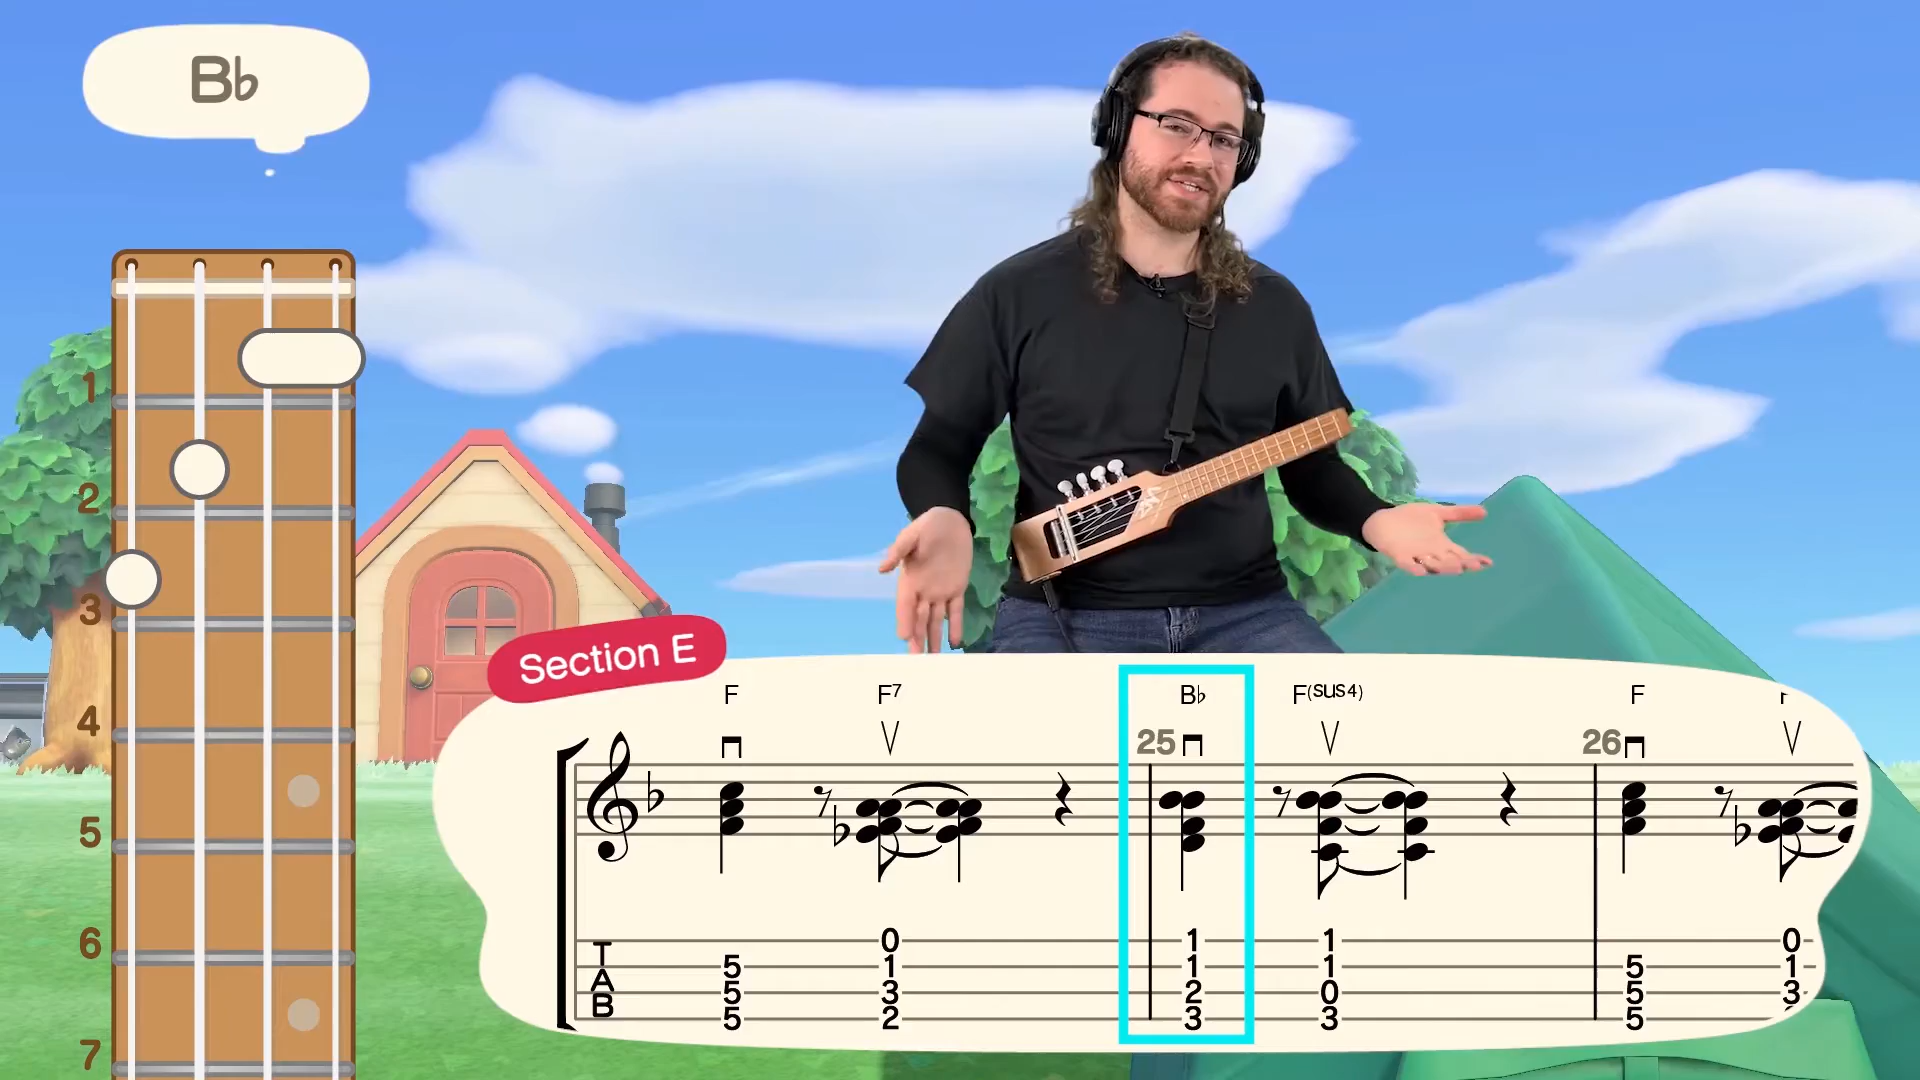 B♭
1
2
3
4
5
6
7
Section E
F F7 B♭ F(sus4) F
25 26
T
A
B
0 1 1 0
5 1 1 1 5 1
5 3 2 0 5 3
5 2 3 3 5